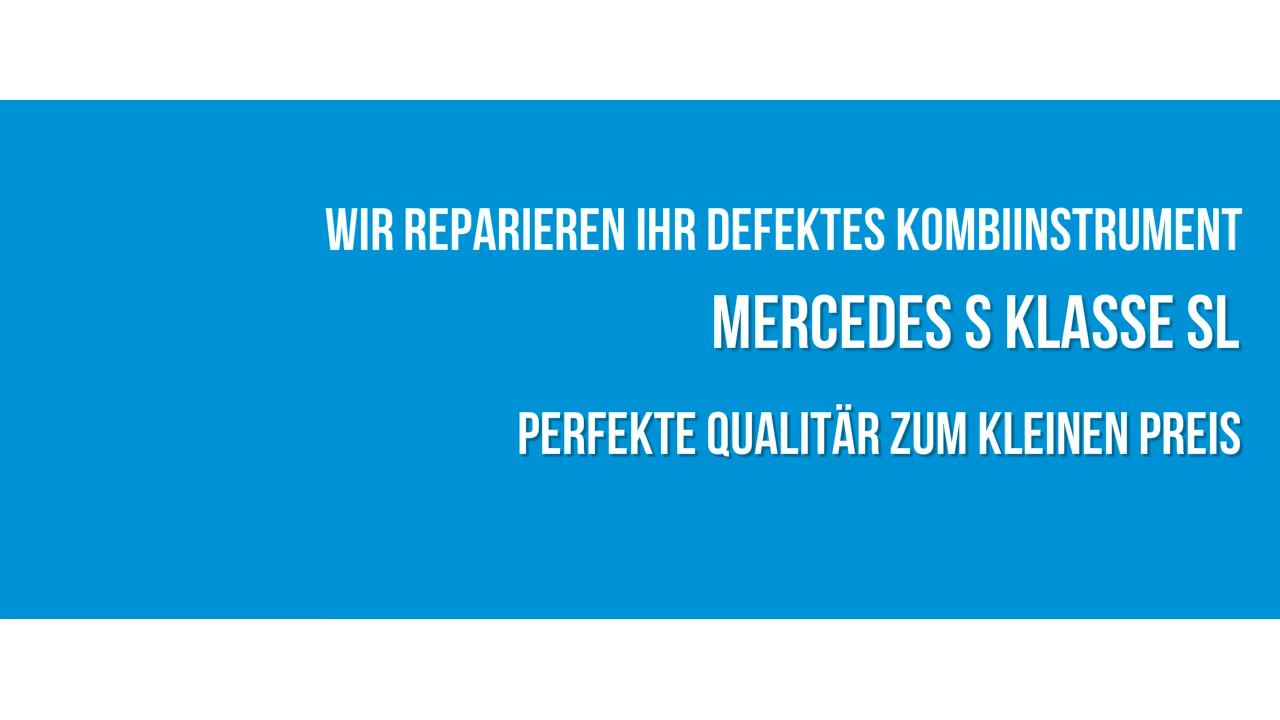 WIR REPARIEREN IHR DEFEKTES KOMBIINSTRUMENT
MERCEDES S KLASSE SL
PERFEKTE QUALITÄR ZUM KLEINEN PREIS